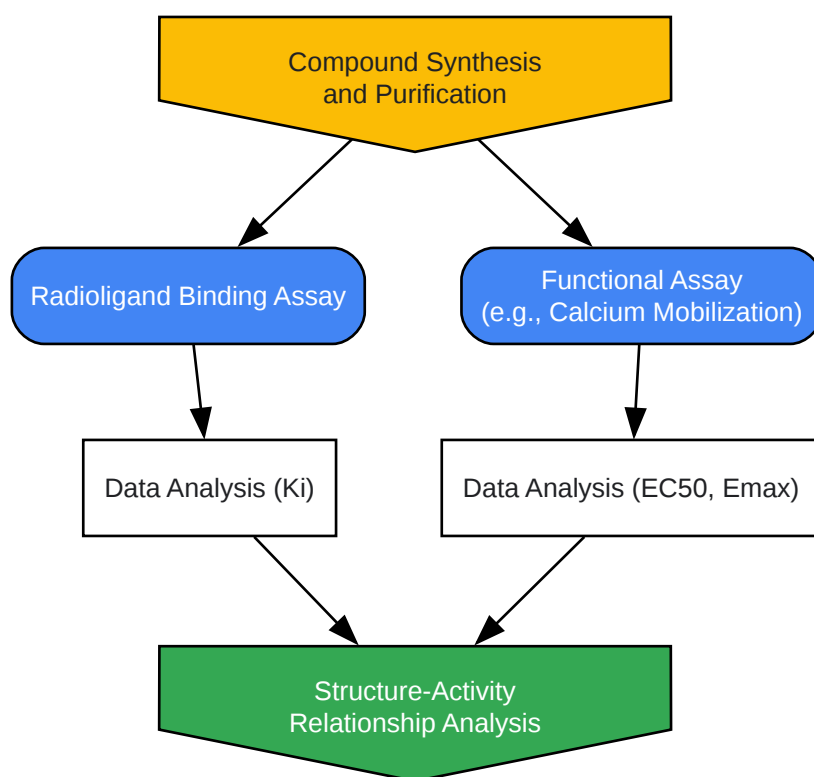 Compound Synthesis
and Purification
Radioligand Binding Assay
Functional Assay
(e.g., Calcium Mobilization)
Data Analysis (Ki)
Data Analysis (EC50, Emax)
Structure-Activity
Relationship Analysis